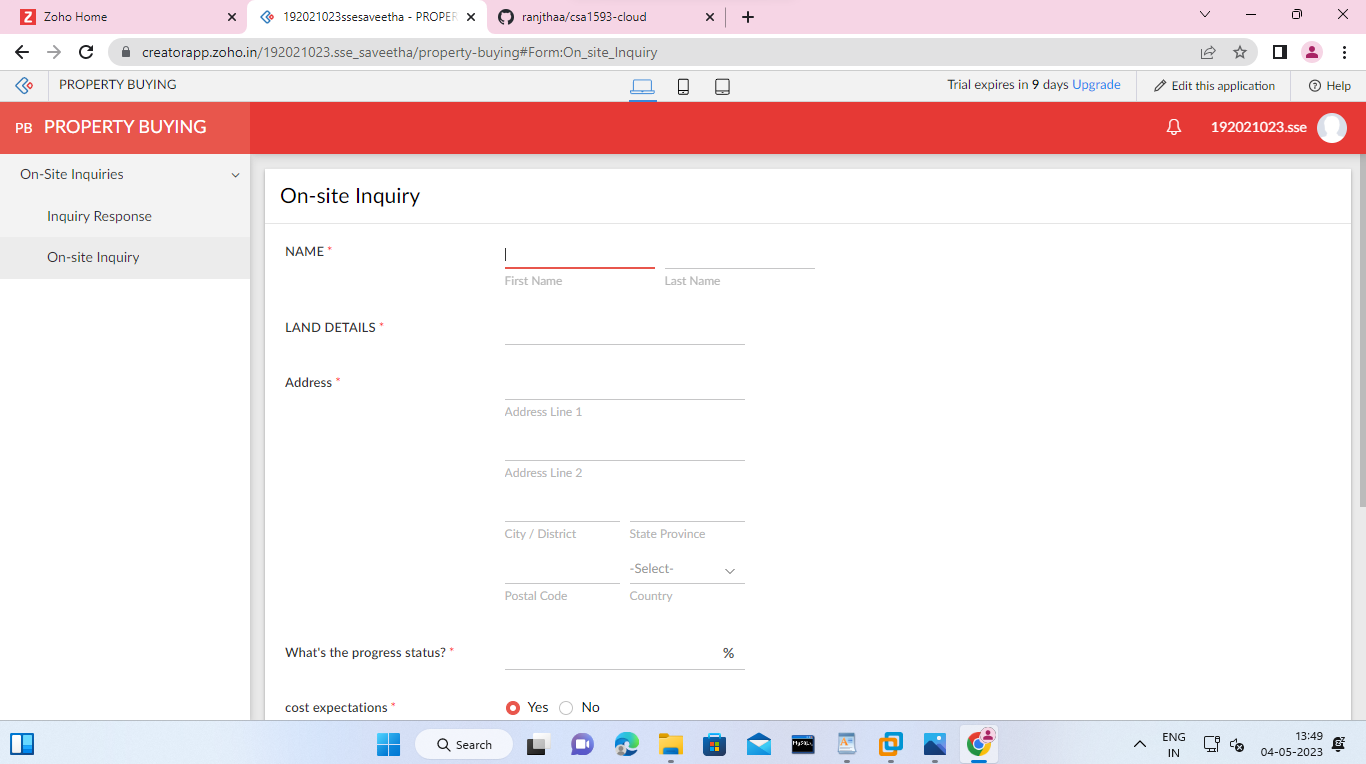 Zoho Home
192021023ssesaveetha - PROPER
ranjthaa/csa1593-cloud
creatorapp.zoho.in/192021023.sse_saveetha/property-buying#Form:On_site_Inquiry
PROPERTY BUYING
Trial expires in 9 days Upgrade
Edit this application
Help
PB PROPERTY BUYING
192021023.sse
On-Site Inquiries
Inquiry Response
On-site Inquiry
On-site Inquiry
NAME *
First Name
Last Name
LAND DETAILS *
Address *
Address Line 1
Address Line 2
City / District
State Province
-Select-
Postal Code
Country
What's the progress status? *
%
cost expectations *
Yes
No
Search
MySQL
ENG
IN
13:49
04-05-2023